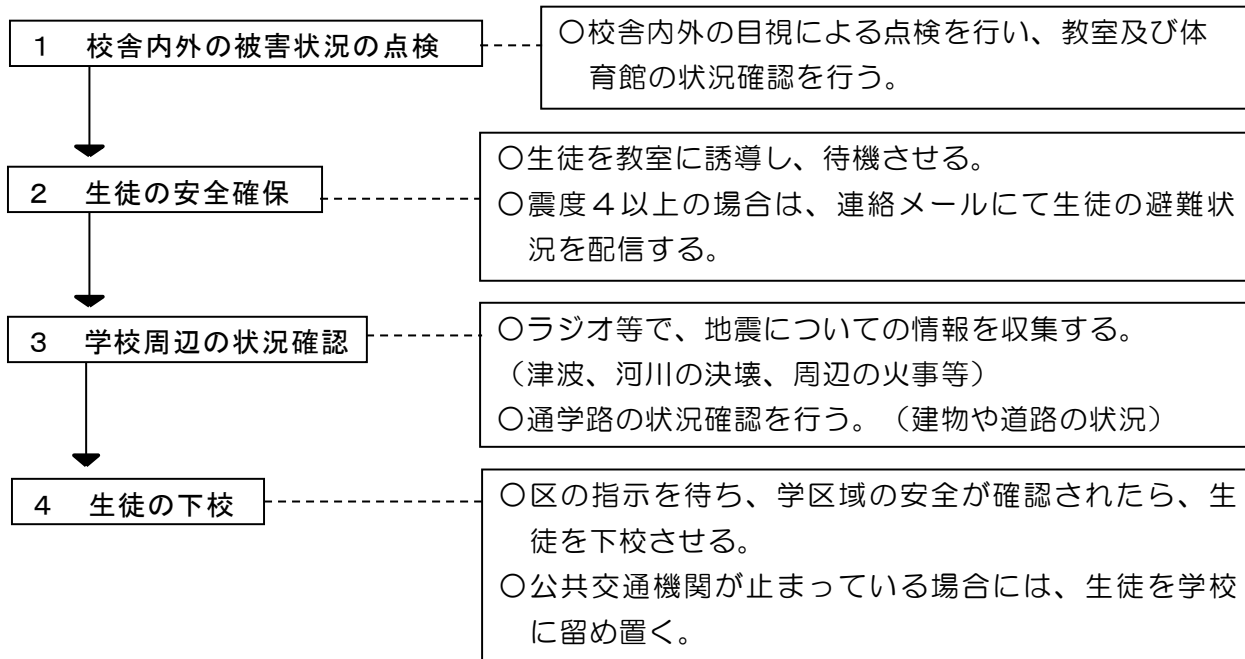 1 校舎内外の被害状況の点検
〇校舎内外の目視による点検を行い、教室及び体
育館の状況確認を行う。
2 生徒の安全確保
〇生徒を教室に誘導し、待機させる。
〇震度４以上の場合は、連絡メールにて生徒の避難状
況を配信する。
3 学校周辺の状況確認
〇ラジオ等で、地震についての情報を収集する。
（津波、河川の決壊、周辺の火事等）
〇通学路の状況確認を行う。（建物や道路の状況）
4 生徒の下校
〇区の指示を待ち、学区域の安全が確認されたら、生
徒を下校させる。
〇公共交通機関が止まっている場合には、生徒を学校
に留め置く。